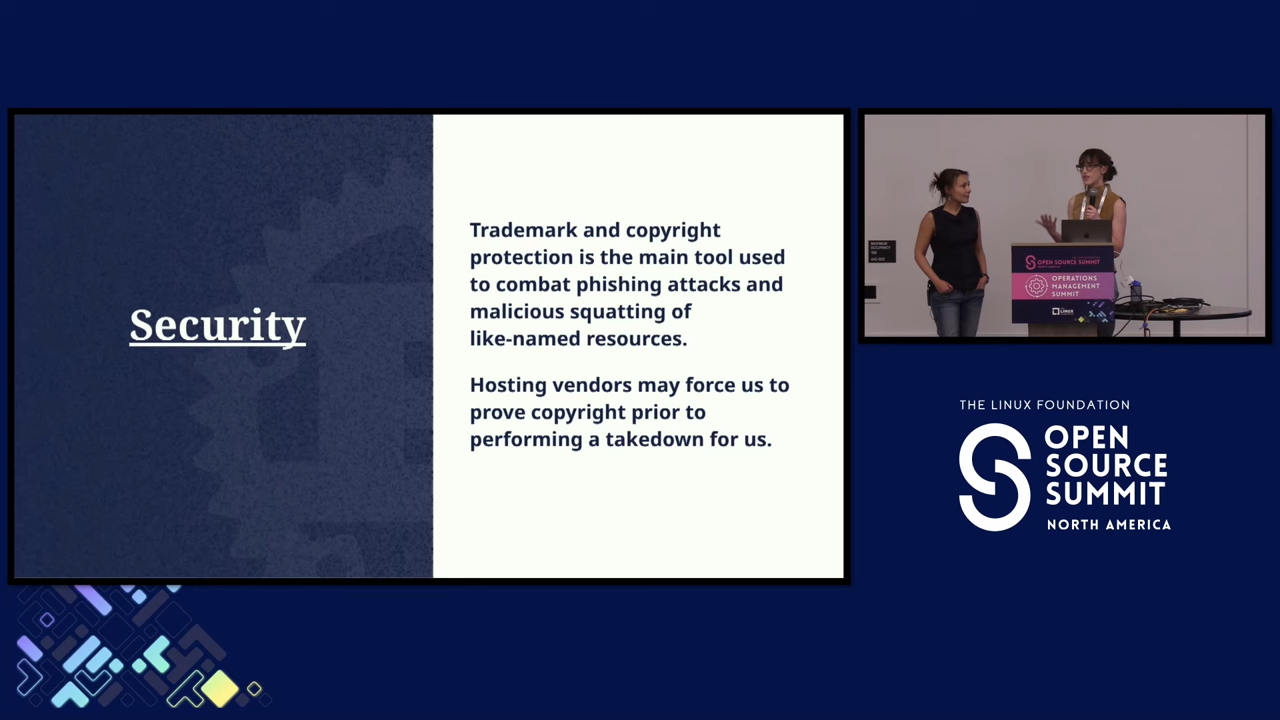 Security
Trademark and copyright
protection is the main tool used
to combat phishing attacks and
malicious squatting of
like-named resources.
Hosting vendors may force us to
prove copyright prior to
performing a takedown for us.
OPEN SOURCE SUMMIT
OPERATIONS
MANAGEMENT
SUMMIT
LINUX
THE LINUX FOUNDATION
OPEN
SOURCE
SUMMIT
NORTH AMERICA